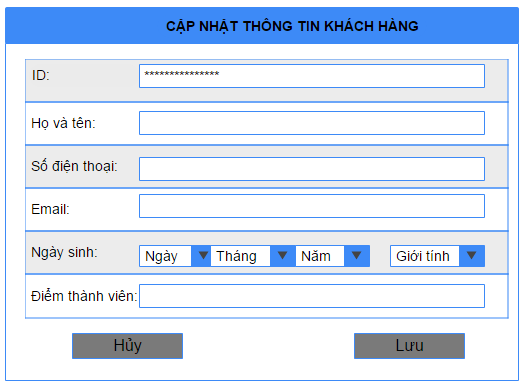 CẬP NHẬT THÔNG TIN KHÁCH HÀNG
ID: ***************
Họ và tên:
Số điện thoại:
Email:
Ngày sinh: Ngày Tháng Năm Giới tính
Điểm thành viên:
Hủy Lưu